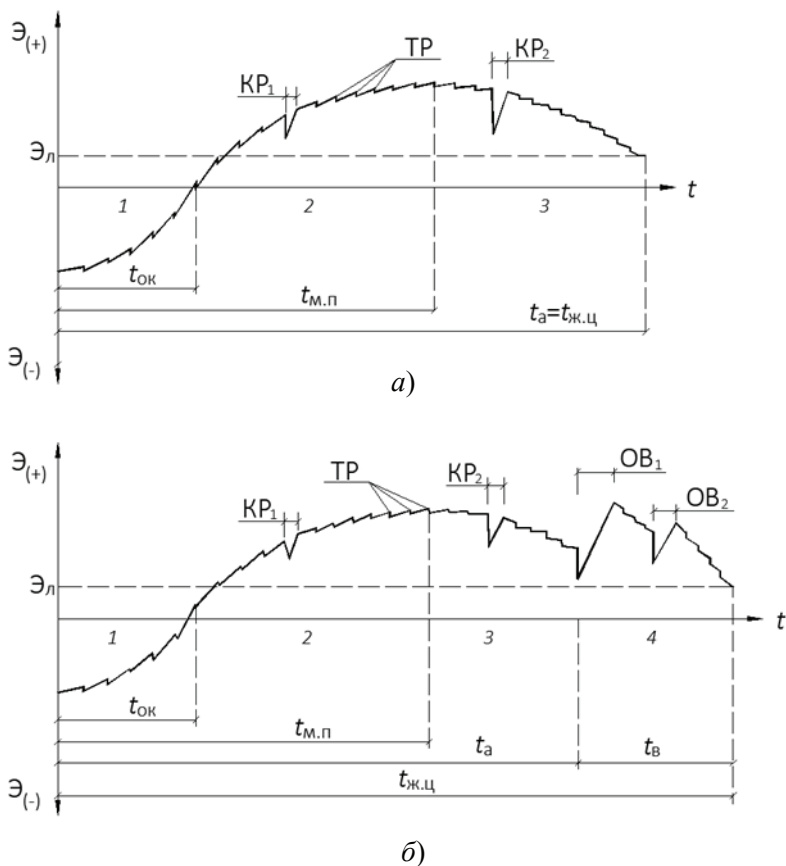 Э(+)
КР₁
ТР
КР₂
Эл
t
1
2
3
tок
tм.п
tа=tж.ц
Э(-)
а)
Э(+)
КР₁
ТР
КР₂
ОВ₁
ОВ₂
Эл
t
1
2
3
4
tок
tм.п
tа
tв
tж.ц
Э(-)
б)